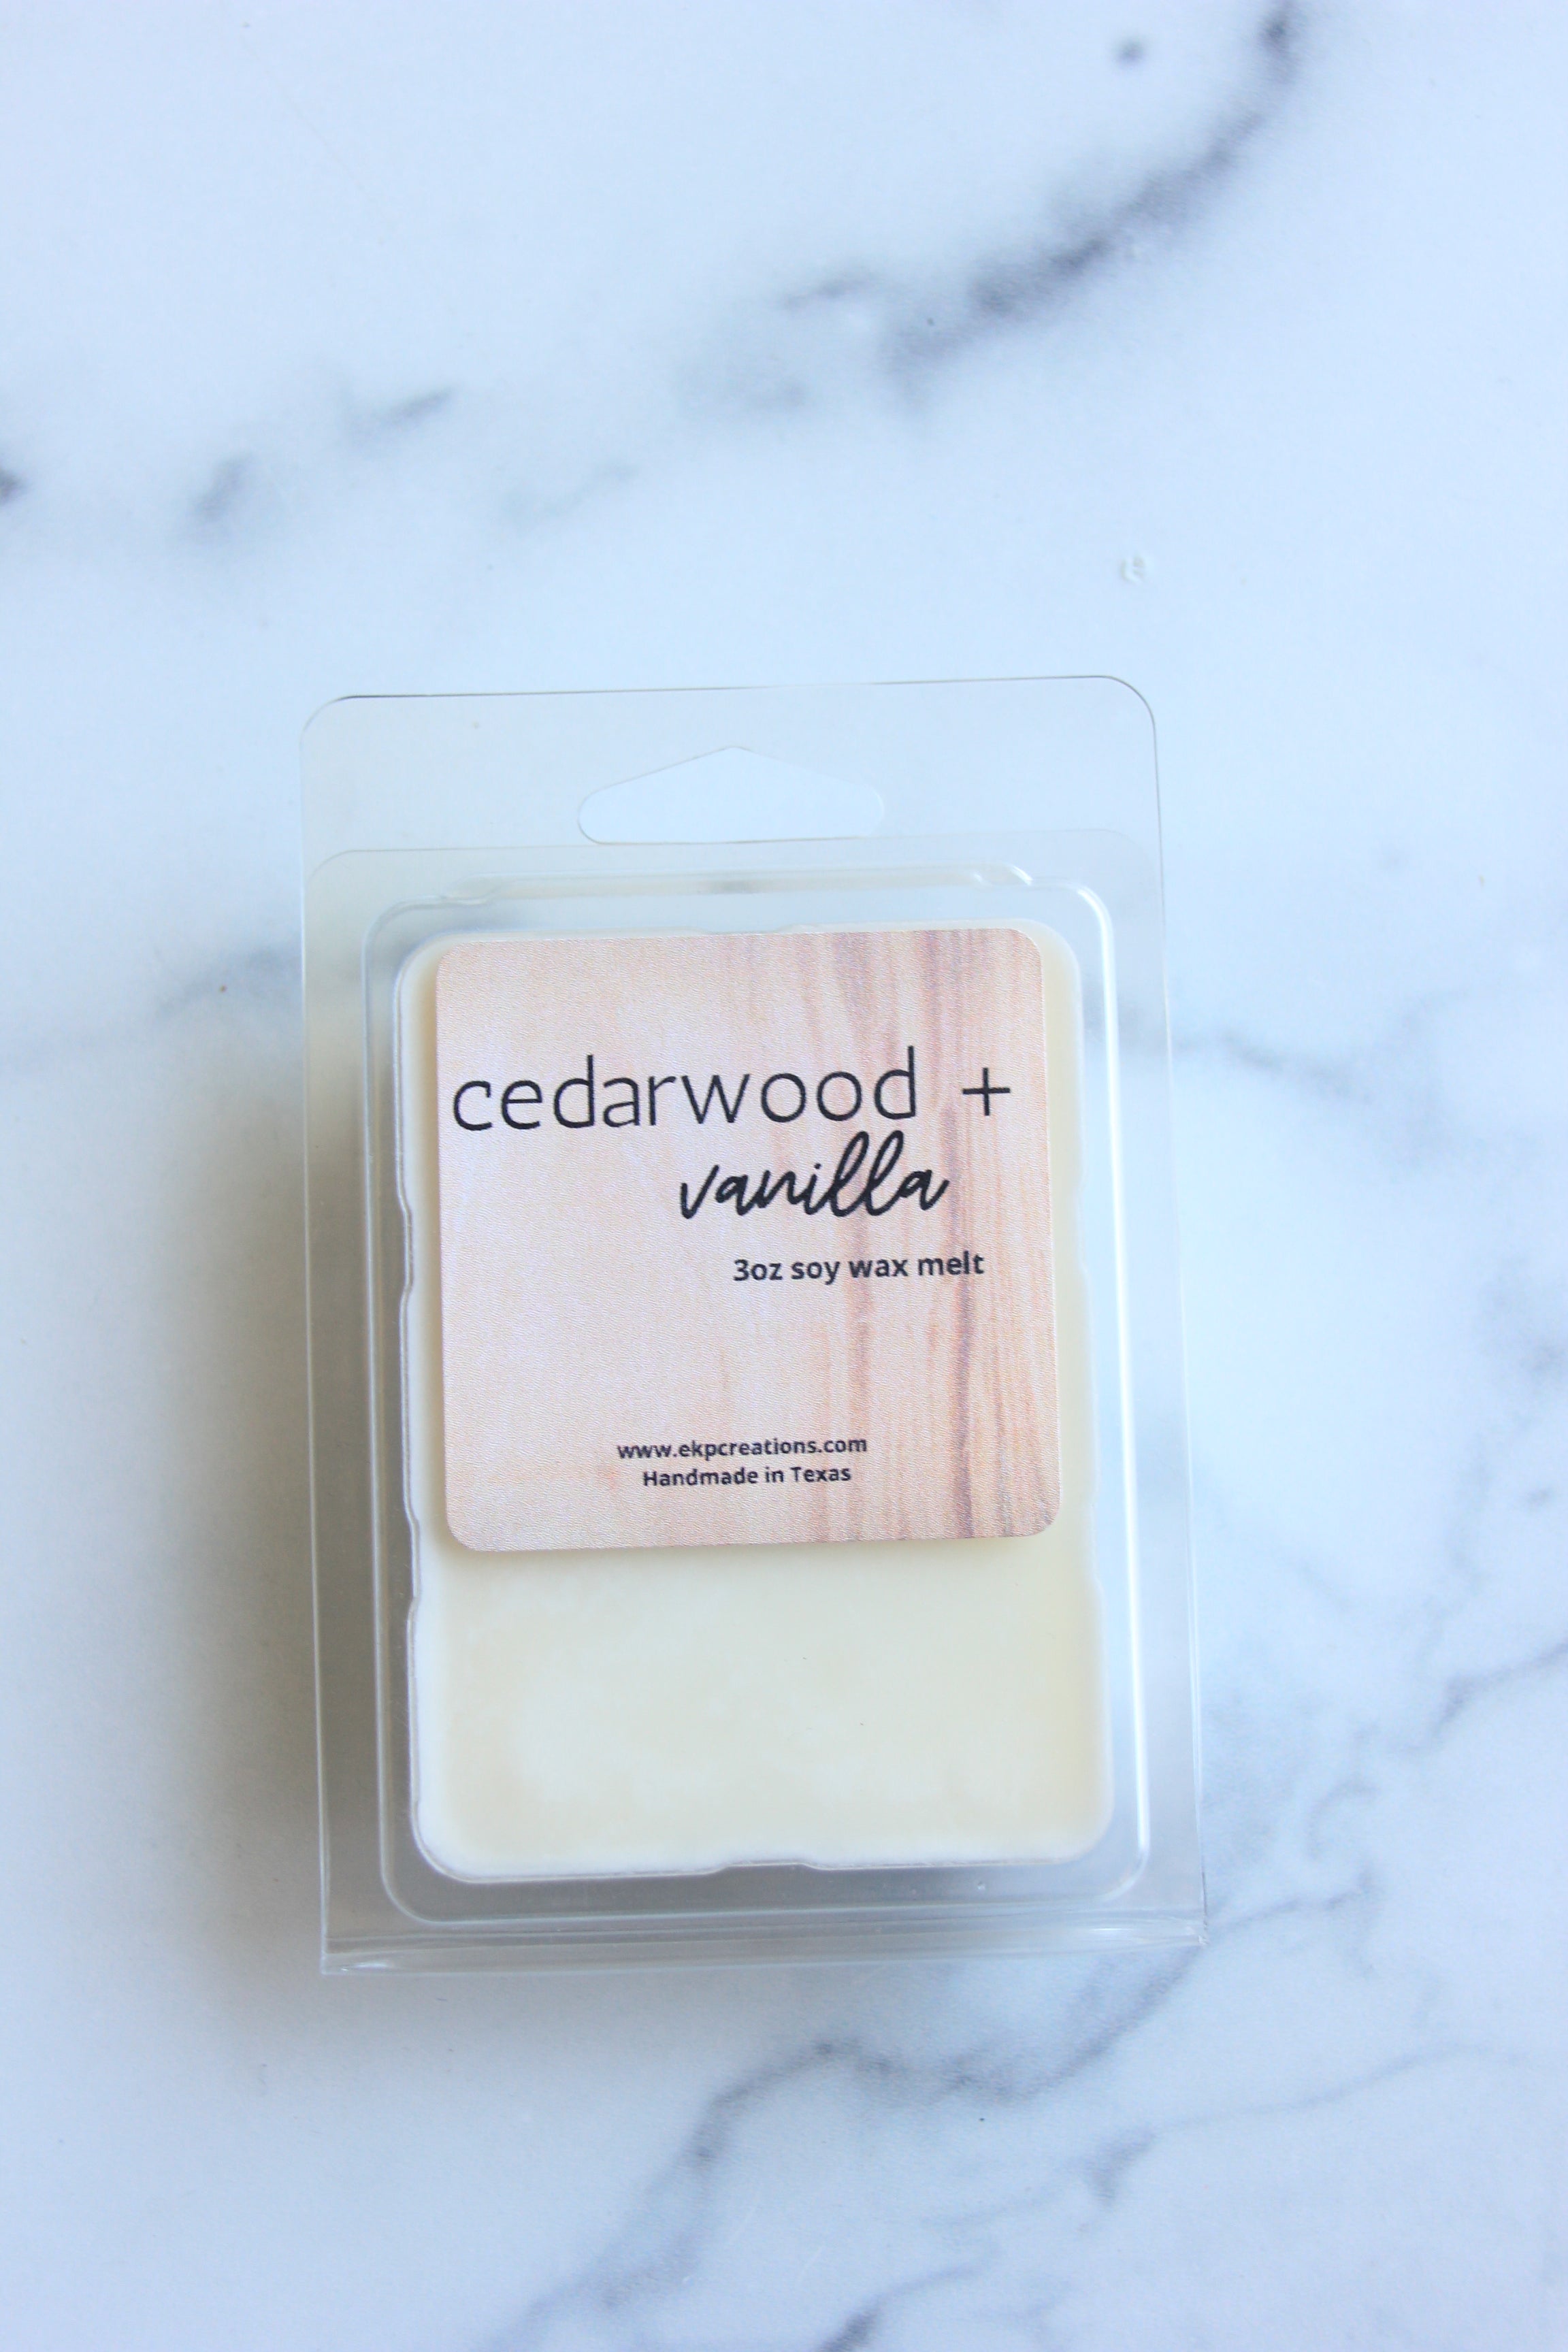 cedarwood +
vanilla
3oz soy wax melt
www.ekpcreations.com
Handmade in Texas